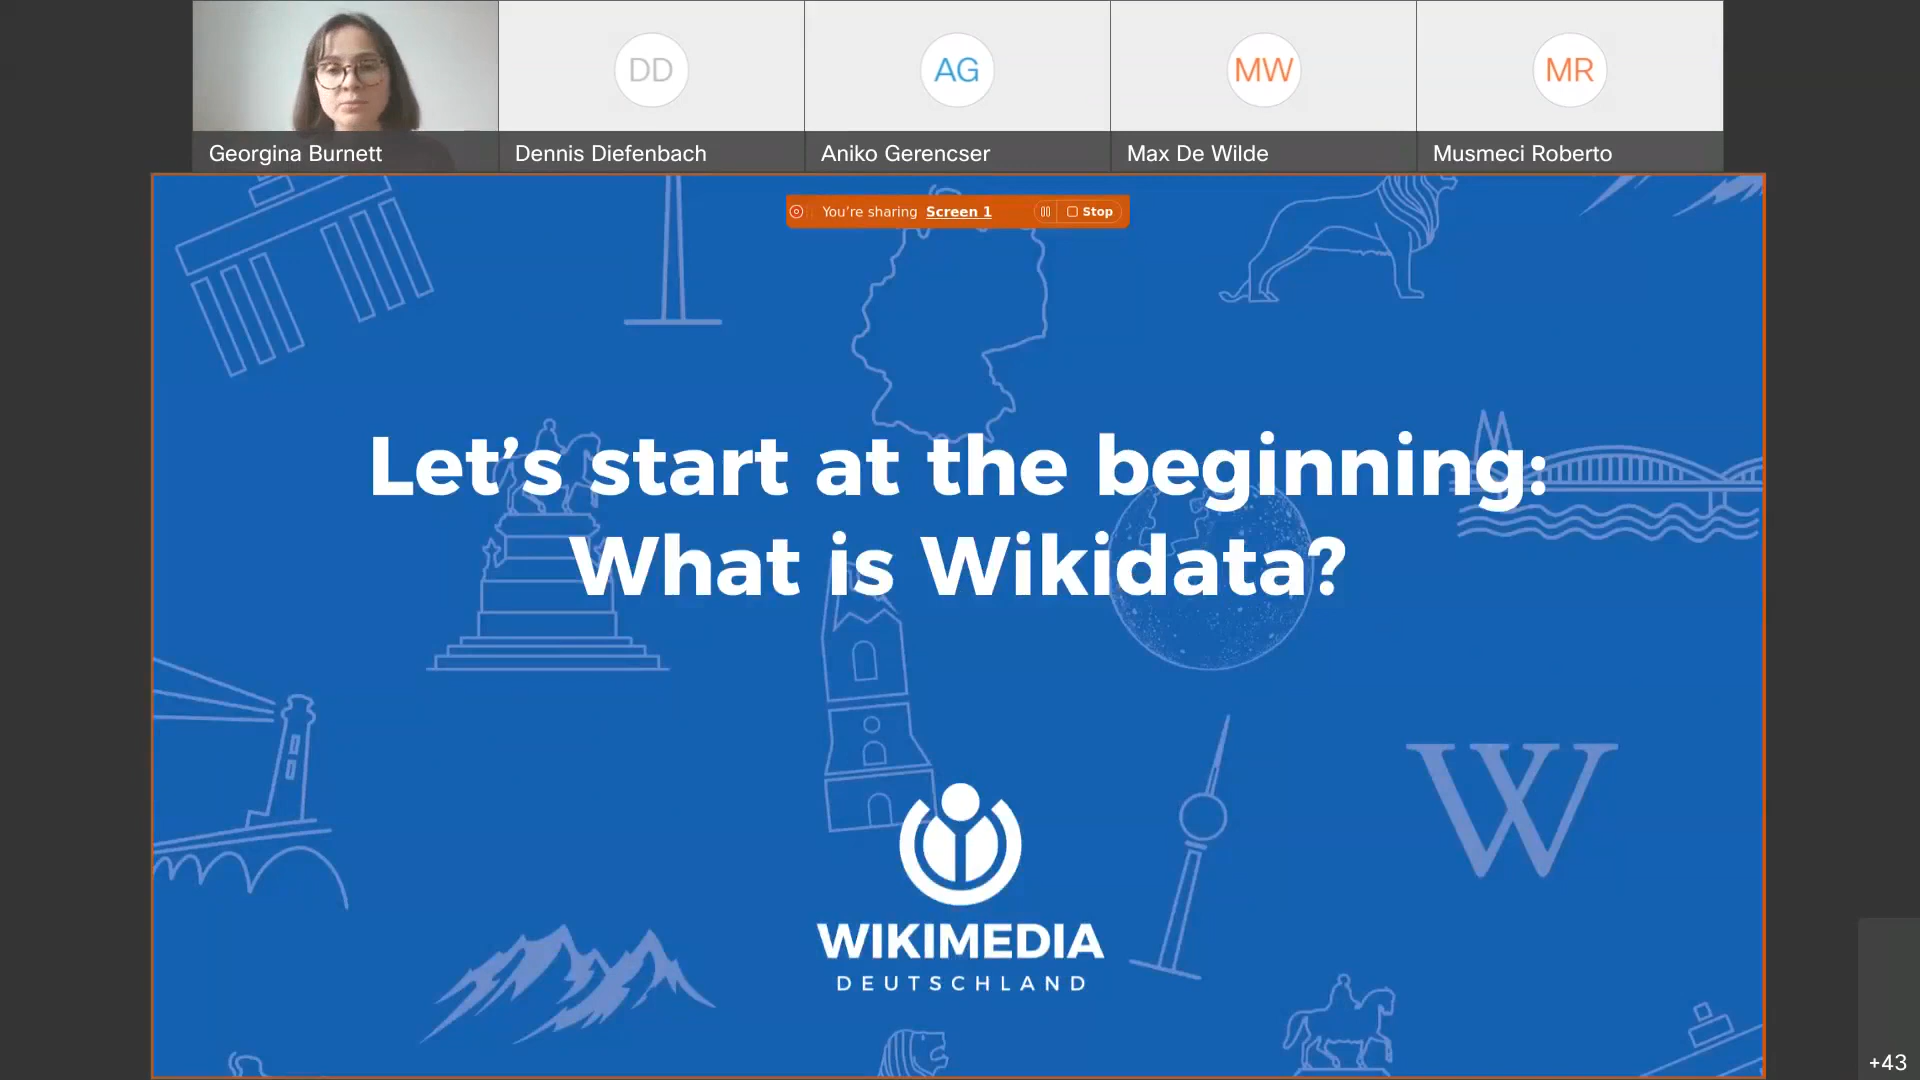 DD
AG
MW
MR
Georgina Burnett
Dennis Diefenbach
Aniko Gerencser
Max De Wilde
Musmeci Roberto
You're sharing Screen 1
Stop
Let's start at the beginning:
What is Wikidata?
W
WIKIMEDIA
DEUTSCHLAND
+43